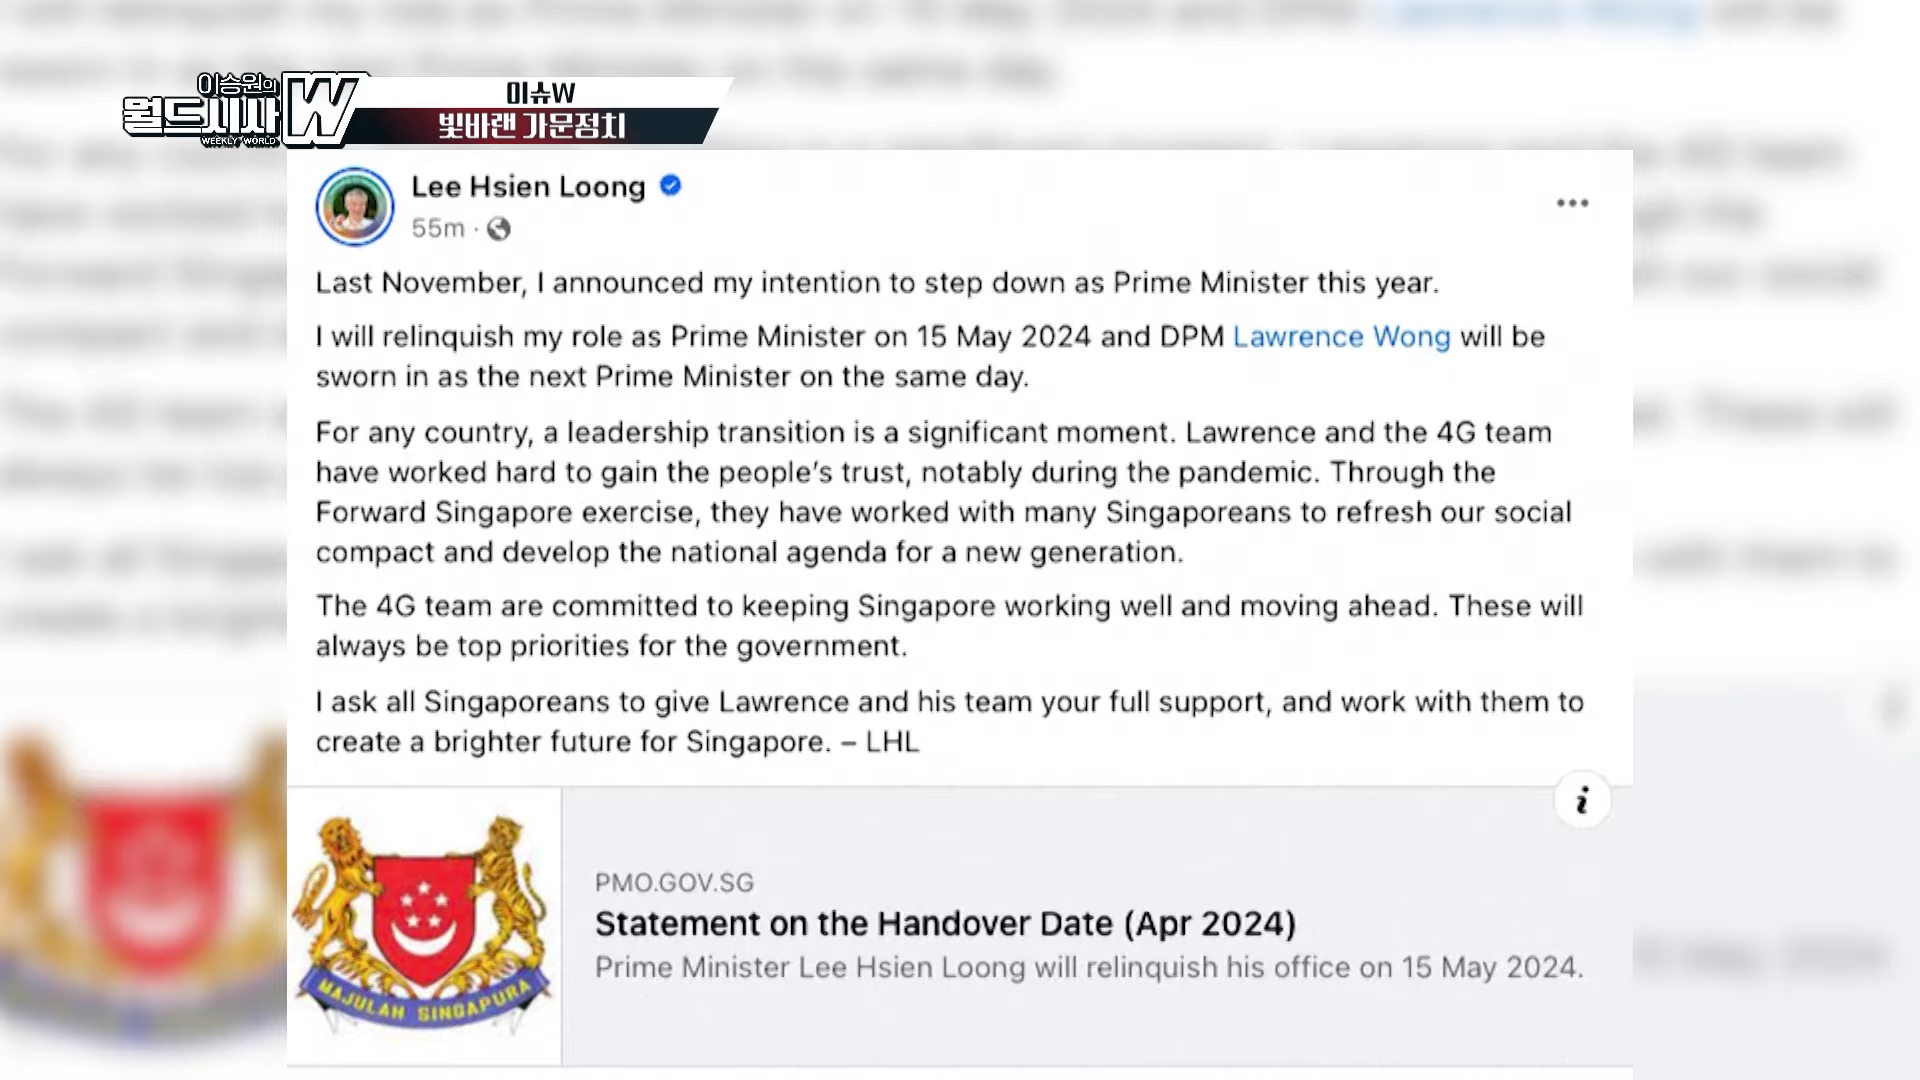 이승원의
월드시사 W
WEEKLY WORLD
이슈W
빛바랜 가문정치
Lee Hsien Loong
55m ·
Last November, I announced my intention to step down as Prime Minister this year.
I will relinquish my role as Prime Minister on 15 May 2024 and DPM Lawrence Wong will be
sworn in as the next Prime Minister on the same day.
For any country, a leadership transition is a significant moment. Lawrence and the 4G team
have worked hard to gain the people's trust, notably during the pandemic. Through the
Forward Singapore exercise, they have worked with many Singaporeans to refresh our social
compact and develop the national agenda for a new generation.
The 4G team are committed to keeping Singapore working well and moving ahead. These will
always be top priorities for the government.
I ask all Singaporeans to give Lawrence and his team your full support, and work with them to
create a brighter future for Singapore. – LHL
i
MAJULAH SINGAPURA
PMO.GOV.SG
Statement on the Handover Date (Apr 2024)
Prime Minister Lee Hsien Loong will relinquish his office on 15 May 2024.